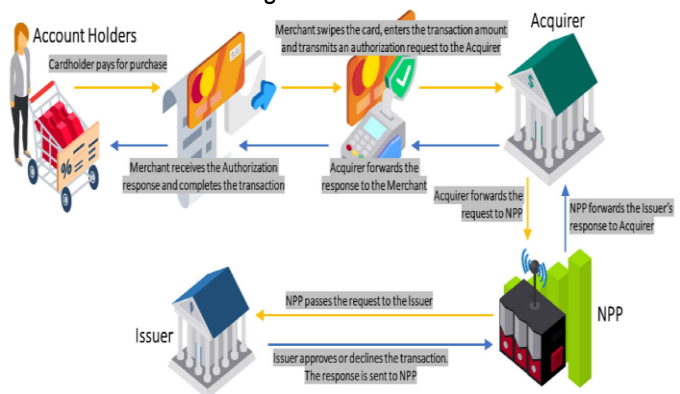 Merchant swipes the card, enters the transaction amount
and transmits an authorization request to the Acquirer
Acquirer
Account Holders
Cardholder pays for purchase
Merchant receives the Authorization
response and completes the transaction
Acquirer forwards the
response to the Merchant
Acquirer forwards the
request to NPP
NPP forwards the Issuer's
response to Acquirer
NPP passes the request to the Issuer
NPP
Issuer
Issuer approves or declines the transaction.
The response is sent to NPP